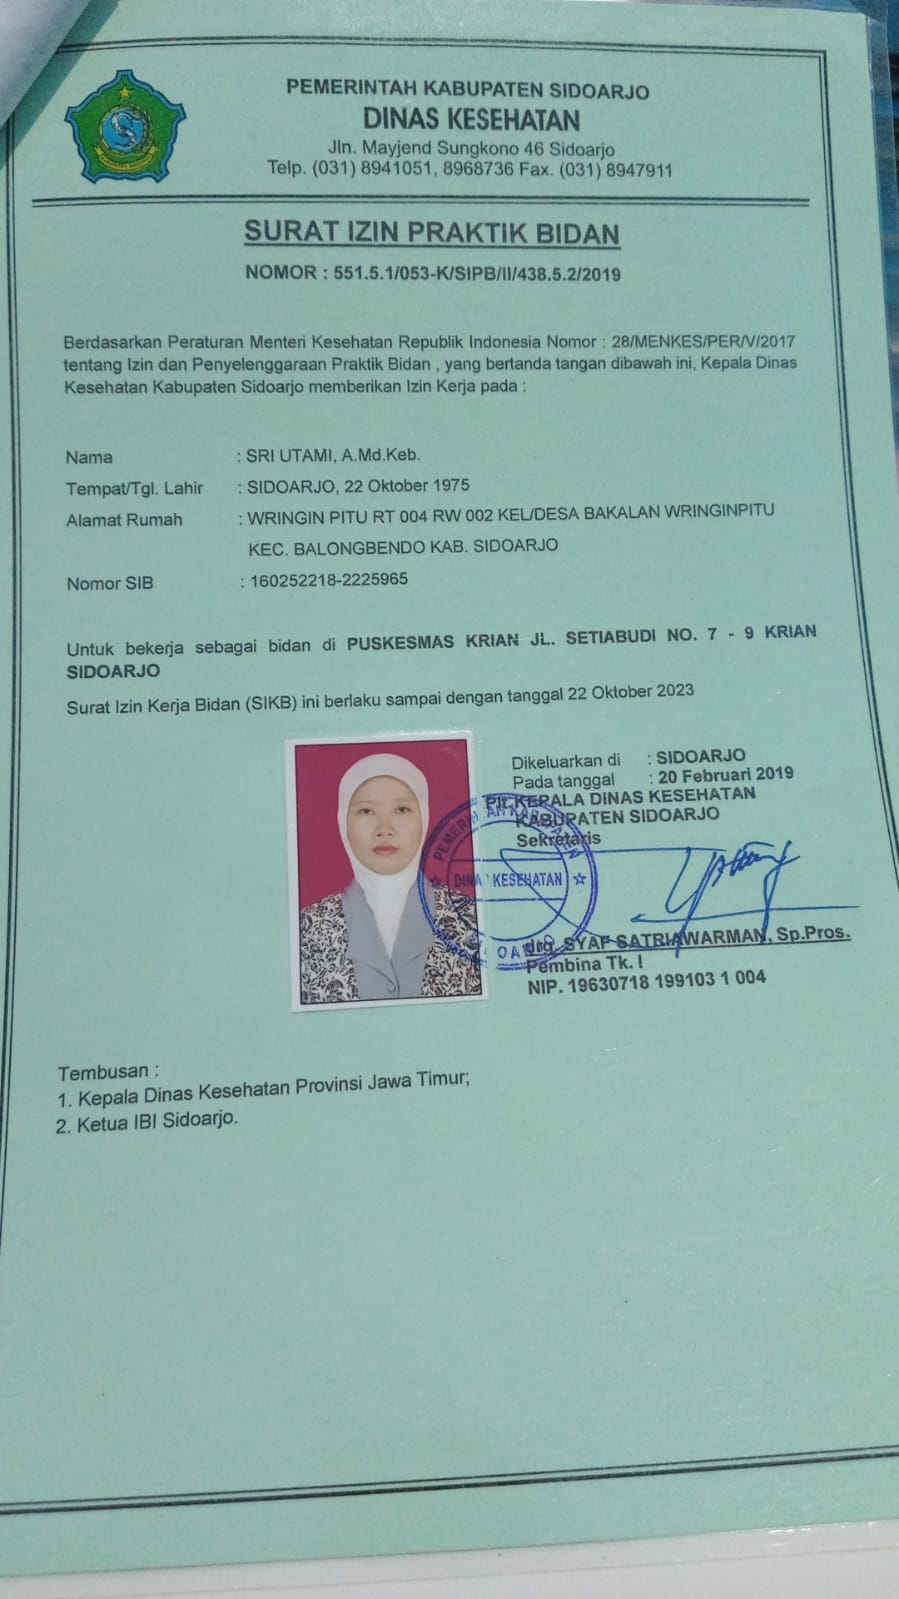 PEMERINTAH KABUPATEN SIDOARJO
DINAS KESEHATAN
Jln. Mayjend Sungkono 46 Sidoarjo
Telp. (031) 8941051, 8968736 Fax. (031) 8947911
SURAT IZIN PRAKTIK BIDAN
NOMOR : 551.5.1/053-K/SIPB/II/438.5.2/2019
Berdasarkan Peraturan Menteri Kesehatan Republik Indonesia Nomor : 28/MENKES/PER/V/2017
tentang Izin dan Penyelenggaraan Praktik Bidan , yang bertanda tangan dibawah ini, Kepala Dinas
Kesehatan Kabupaten Sidoarjo memberikan Izin Kerja pada :
Nama : SRI UTAMI, A.Md.Keb.
Tempat/Tgl. Lahir : SIDOARJO, 22 Oktober 1975
Alamat Rumah : WRINGIN PITU RT 004 RW 002 KEL/DESA BAKALAN WRINGINPITU
KEC. BALONGBENDO KAB. SIDOARJO
Nomor SIB : 160252218-2225965
Untuk bekerja sebagai bidan di PUSKESMAS KRIAN JL. SETIABUDI NO. 7 - 9 KRIAN
SIDOARJO
Surat Izin Kerja Bidan (SIKB) ini berlaku sampai dengan tanggal 22 Oktober 2023
Dikeluarkan di : SIDOARJO
Pada tanggal : 20 Februari 2019
Plt.KEPALA DINAS KESEHATAN
KABUPATEN SIDOARJO
Sekretaris
DINAS KESEHATAN
drg. SYAF SATRIAWARMAN, Sp.Pros.
Pembina Tk. I
NIP. 19630718 199103 1 004
Tembusan :
1. Kepala Dinas Kesehatan Provinsi Jawa Timur;
2. Ketua IBI Sidoarjo.